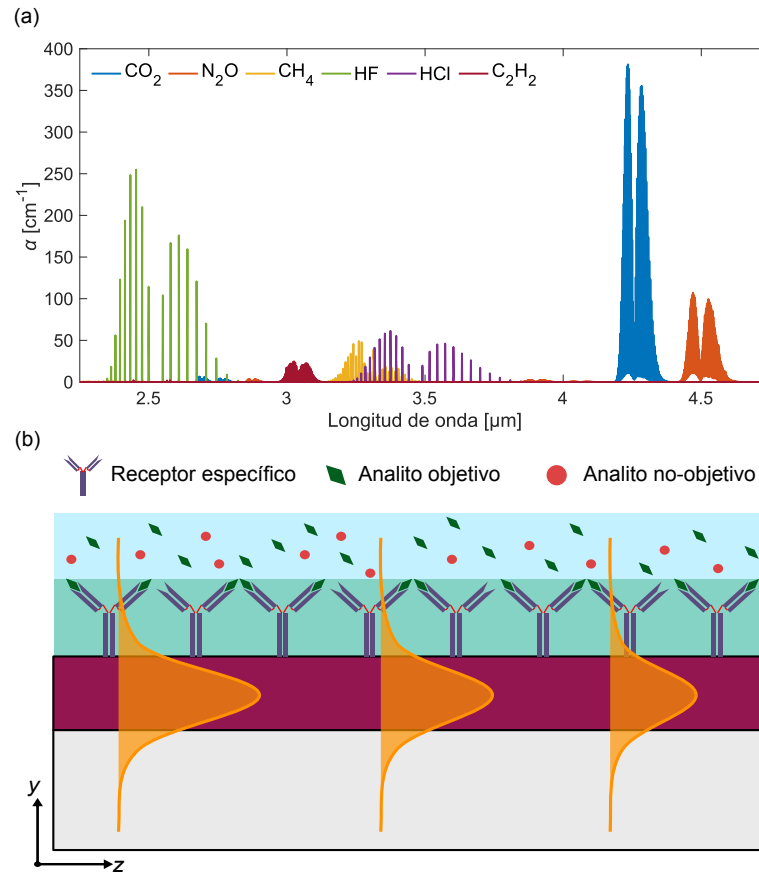 (a)
400
350
300
250
200
150
100
50
0
α [cm⁻¹]
CO₂ N₂O CH₄ HF HCl C₂H₂
2.5 3 3.5 4 4.5
Longitud de onda [µm]
(b)
Receptor específico Analito objetivo Analito no-objetivo
y
z